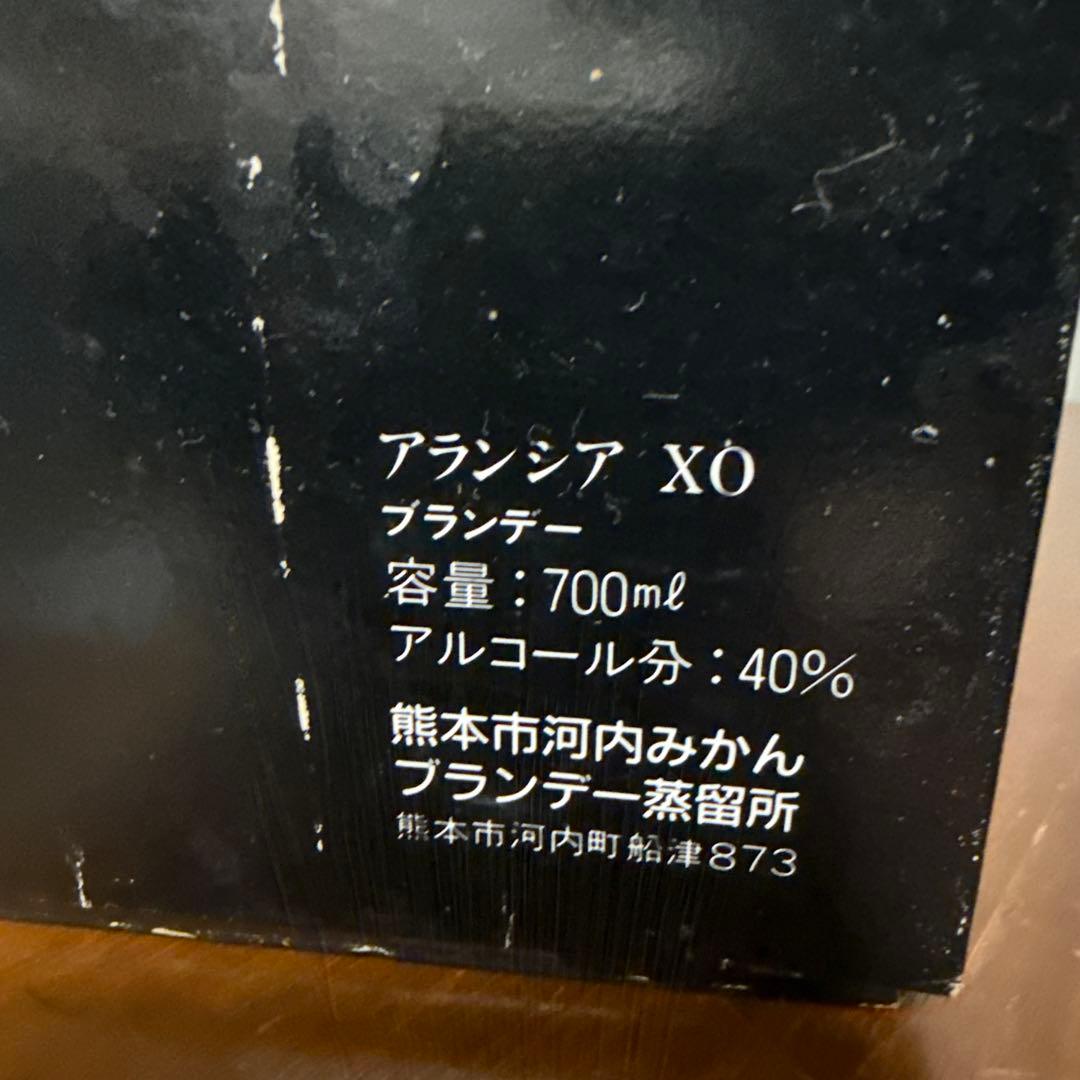 アランシア XO
ブランデー
容量：700mℓ
アルコール分：40%
熊本市河内みかん
ブランデー蒸留所
熊本市河内町船津873